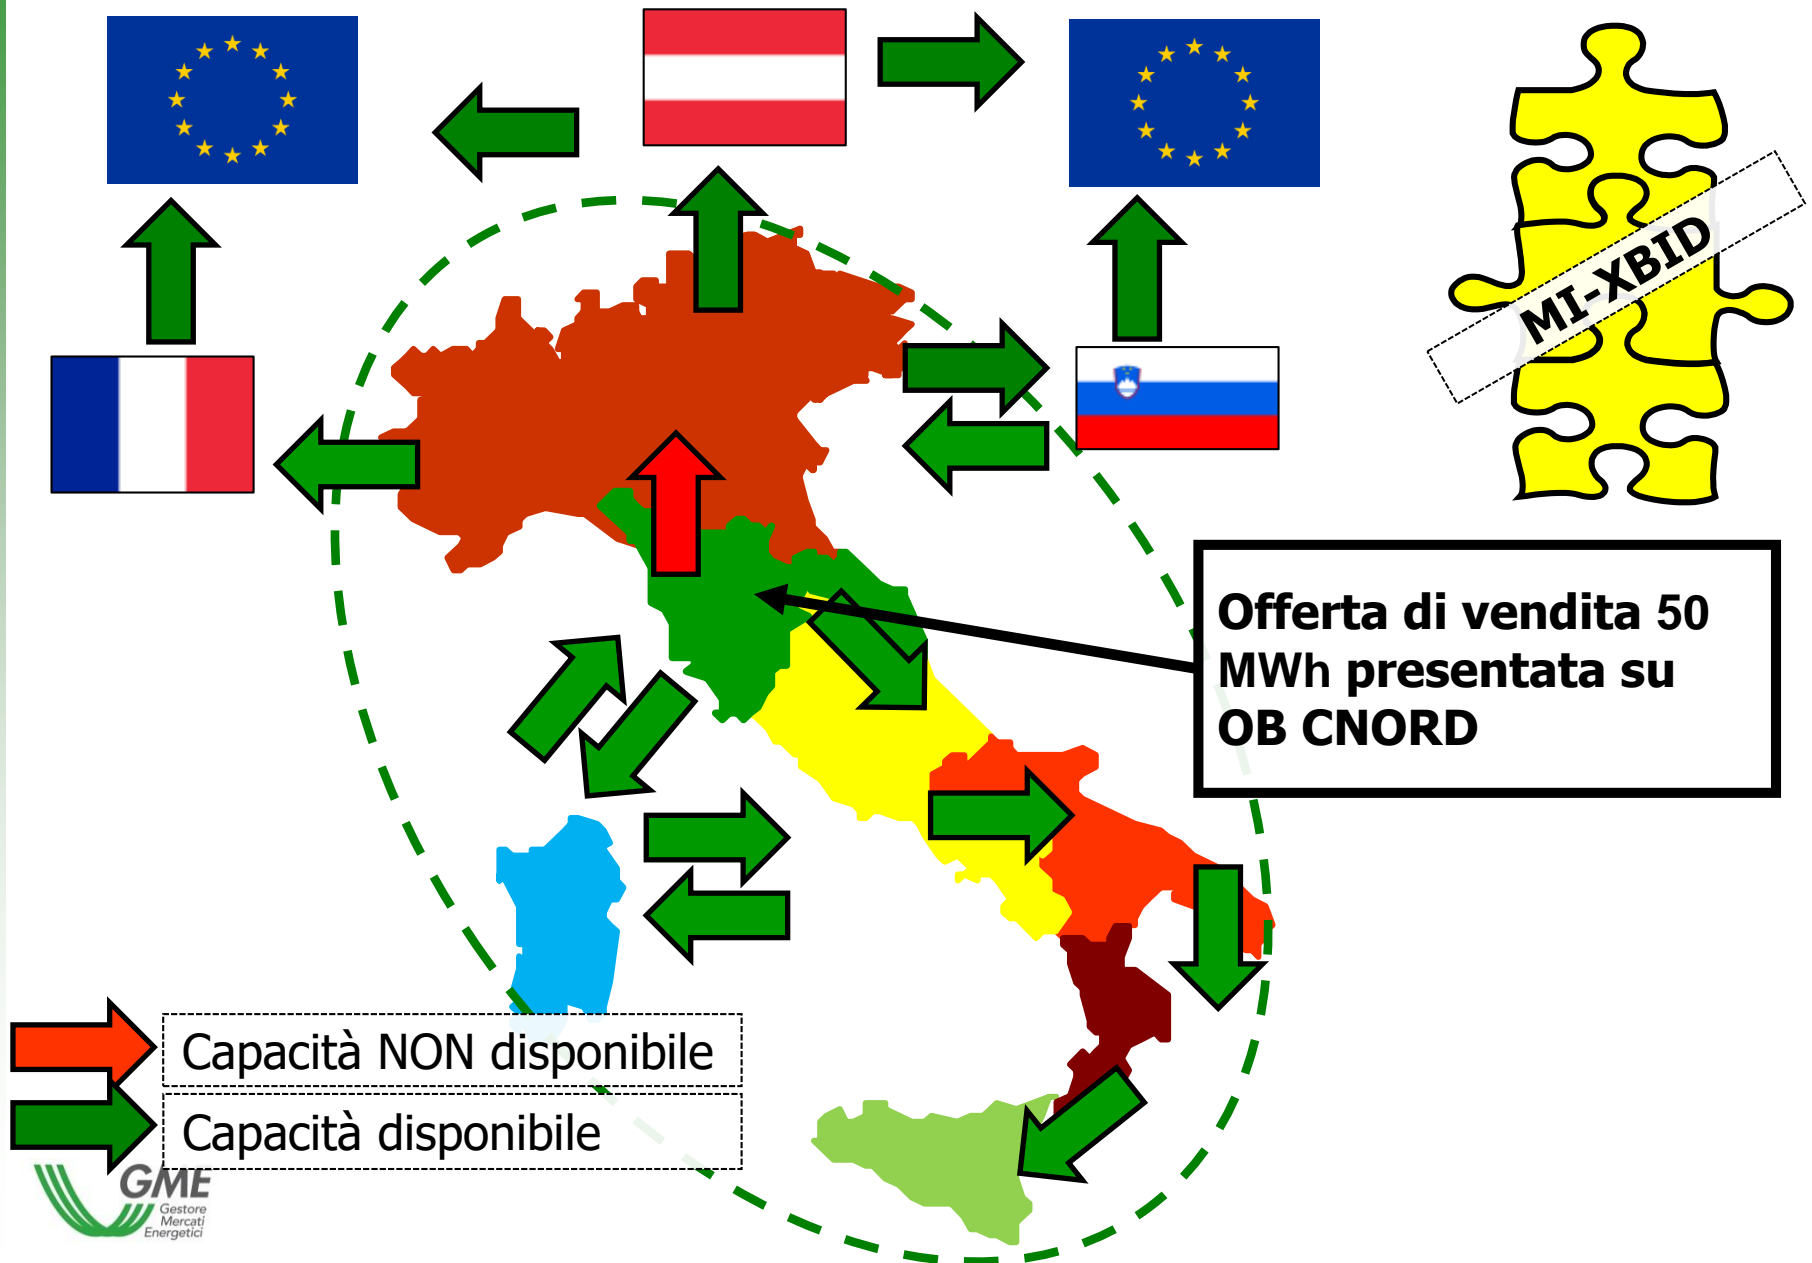 MI-XBID
Offerta di vendita 50
MWh presentata su
OB CNORD
Capacità NON disponibile
Capacità disponibile
GME
Gestore
Mercati
Energetici